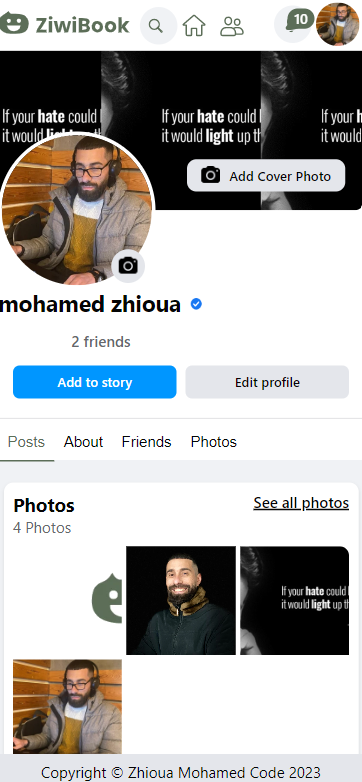 ZiwiBook
10
If your hate could
it would light up th
If your hate could
it would light up th
If your hate
it would
Add Cover Photo
mohamed zhioua
2 friends
Add to story
Edit profile
Posts
About
Friends
Photos
Photos
See all photos
4 Photos
If your hate could
it would light up th
Copyright © Zhioua Mohamed Code 2023